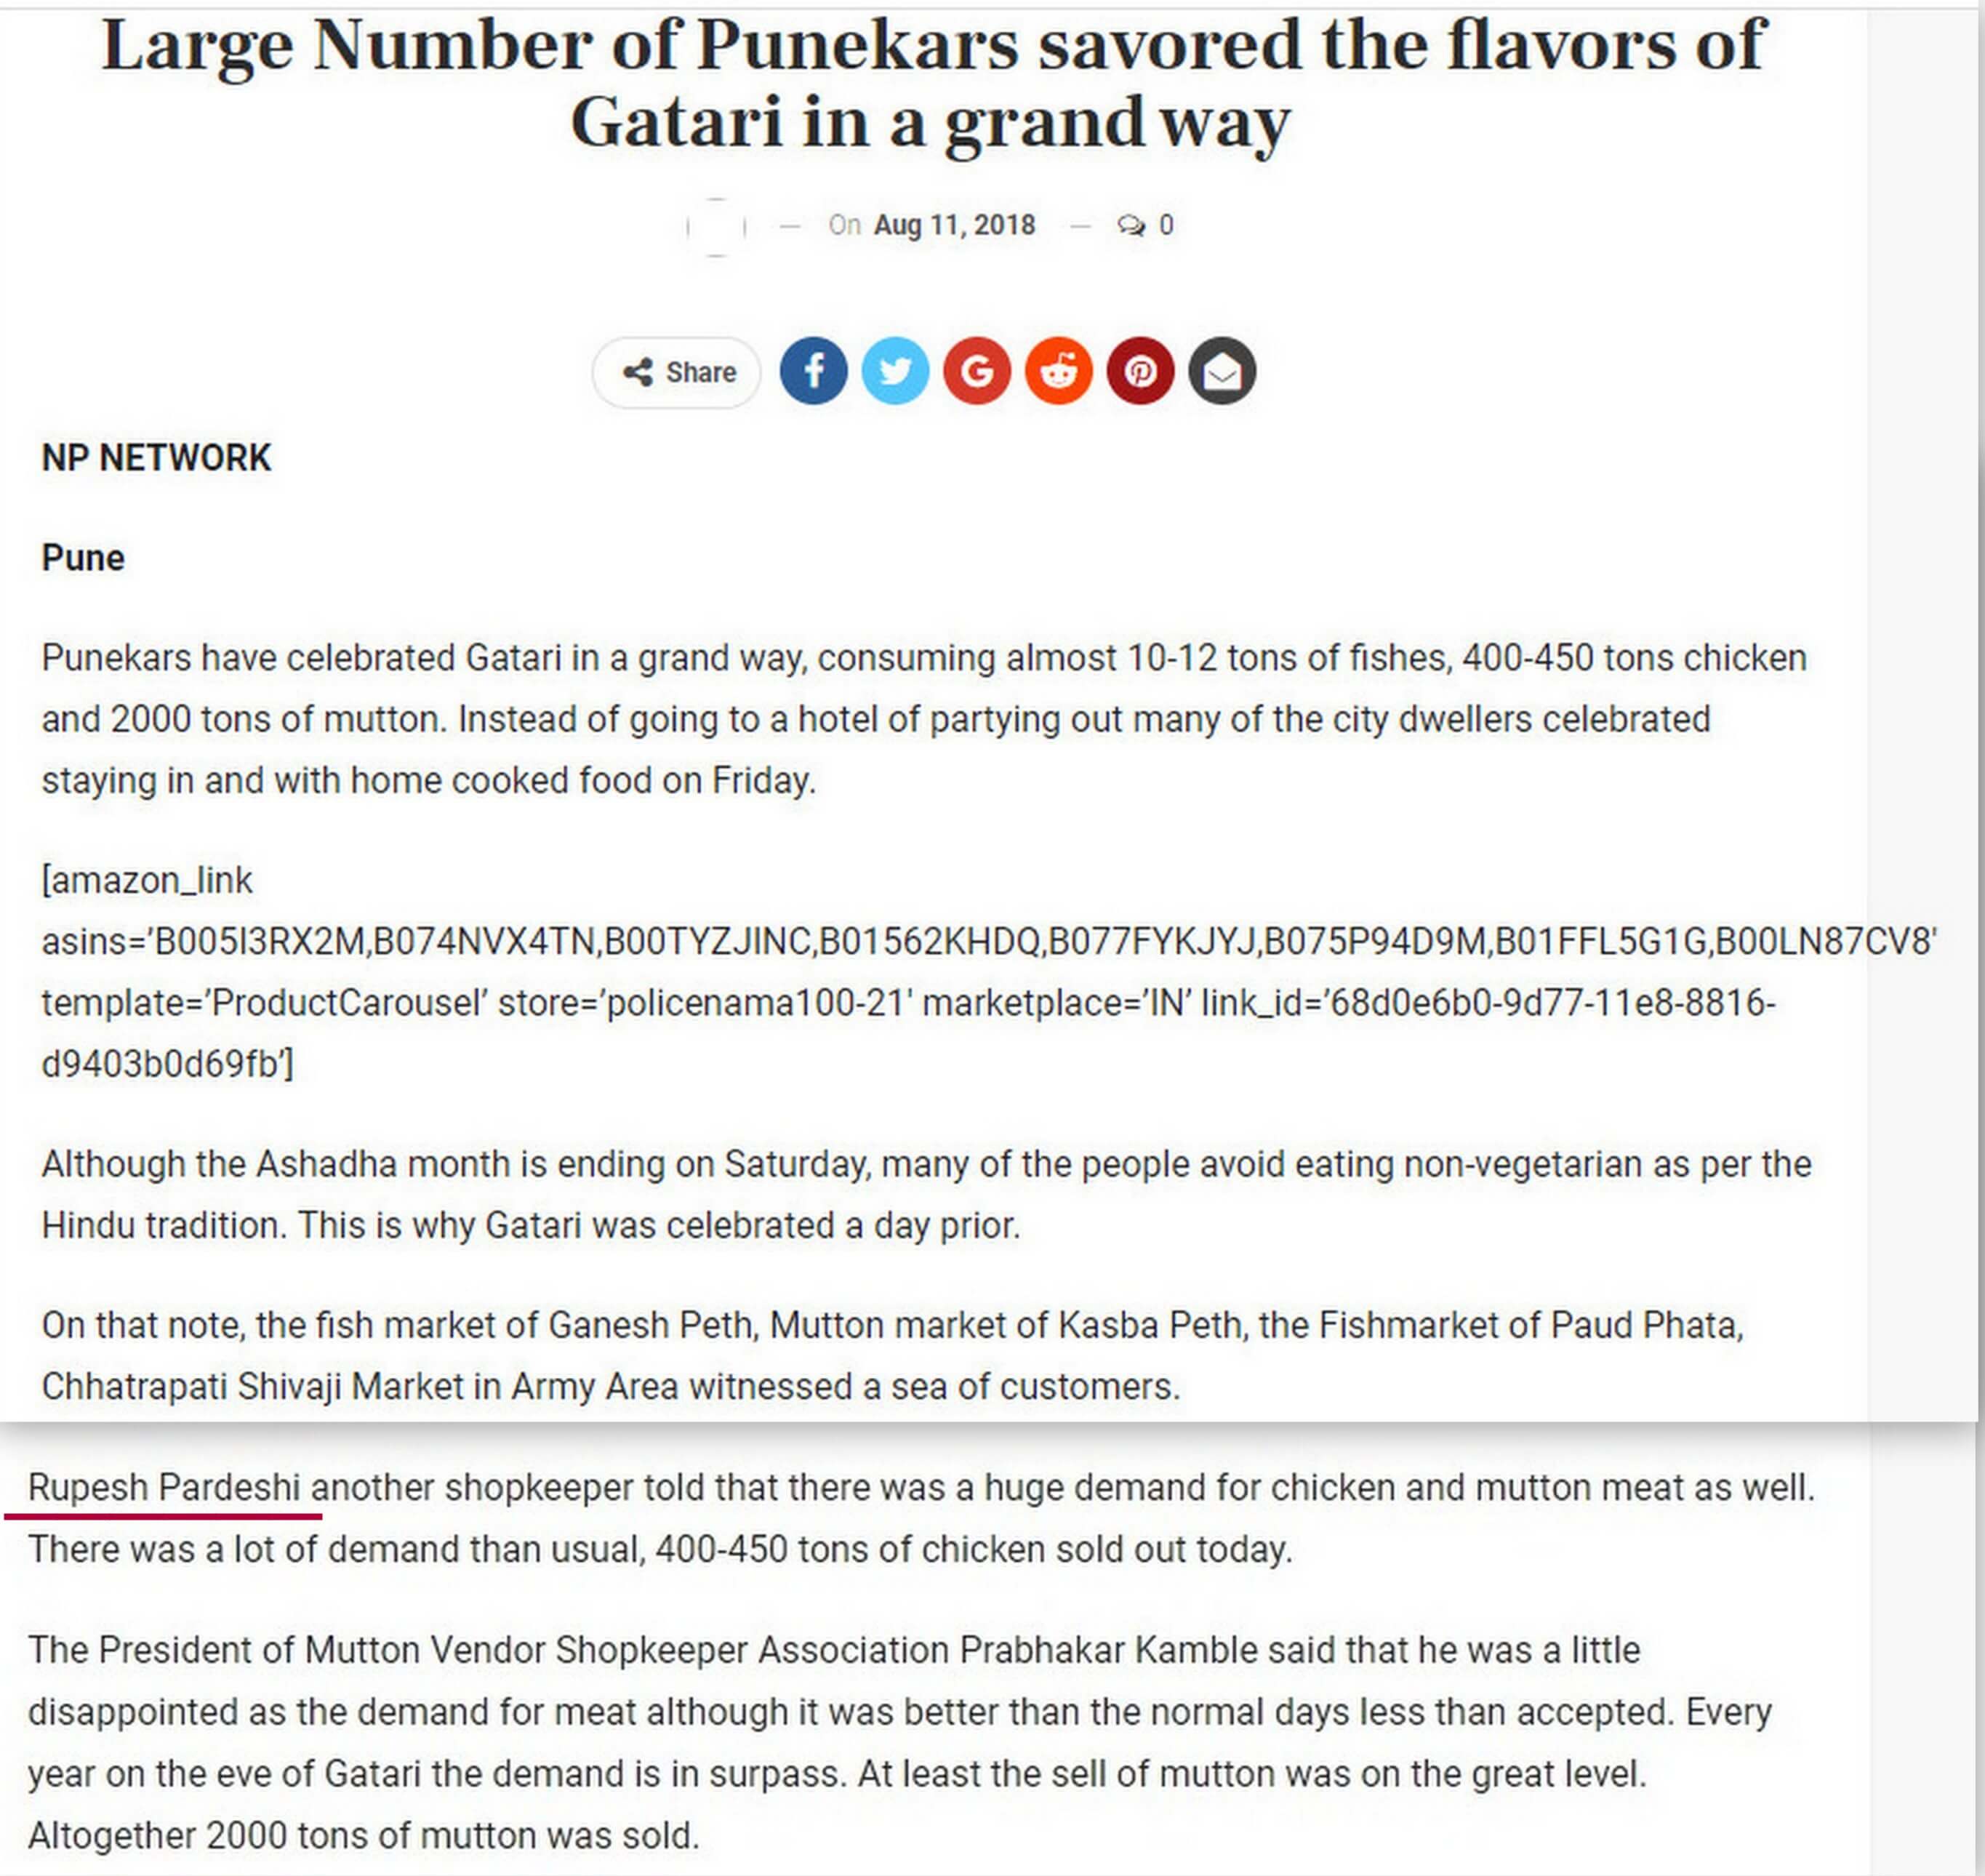 Large Number of Punekars savored the flavors of
Gatari in a grand way
— On Aug 11, 2018 — 0
Share
NP NETWORK
Pune
Punekars have celebrated Gatari in a grand way, consuming almost 10-12 tons of fishes, 400-450 tons chicken
and 2000 tons of mutton. Instead of going to a hotel of partying out many of the city dwellers celebrated
staying in and with home cooked food on Friday.
[amazon_link
asins=’B005I3RX2M,B074NVX4TN,B00TYZJINC,B01562KHDQ,B077FYKJYJ,B075P94D9M,B01FFL5G1G,B00LN87CV8′
template=’ProductCarousel’ store=’policenama100-21′ marketplace=’IN’ link_id=’68d0e6b0-9d77-11e8-8816-
d9403b0d69fb’]
Although the Ashadha month is ending on Saturday, many of the people avoid eating non-vegetarian as per the
Hindu tradition. This is why Gatari was celebrated a day prior.
On that note, the fish market of Ganesh Peth, Mutton market of Kasba Peth, the Fishmarket of Paud Phata,
Chhatrapati Shivaji Market in Army Area witnessed a sea of customers.
Rupesh Pardeshi another shopkeeper told that there was a huge demand for chicken and mutton meat as well.
There was a lot of demand than usual, 400-450 tons of chicken sold out today.
The President of Mutton Vendor Shopkeeper Association Prabhakar Kamble said that he was a little
disappointed as the demand for meat although it was better than the normal days less than accepted. Every
year on the eve of Gatari the demand is in surpass. At least the sell of mutton was on the great level.
Altogether 2000 tons of mutton was sold.